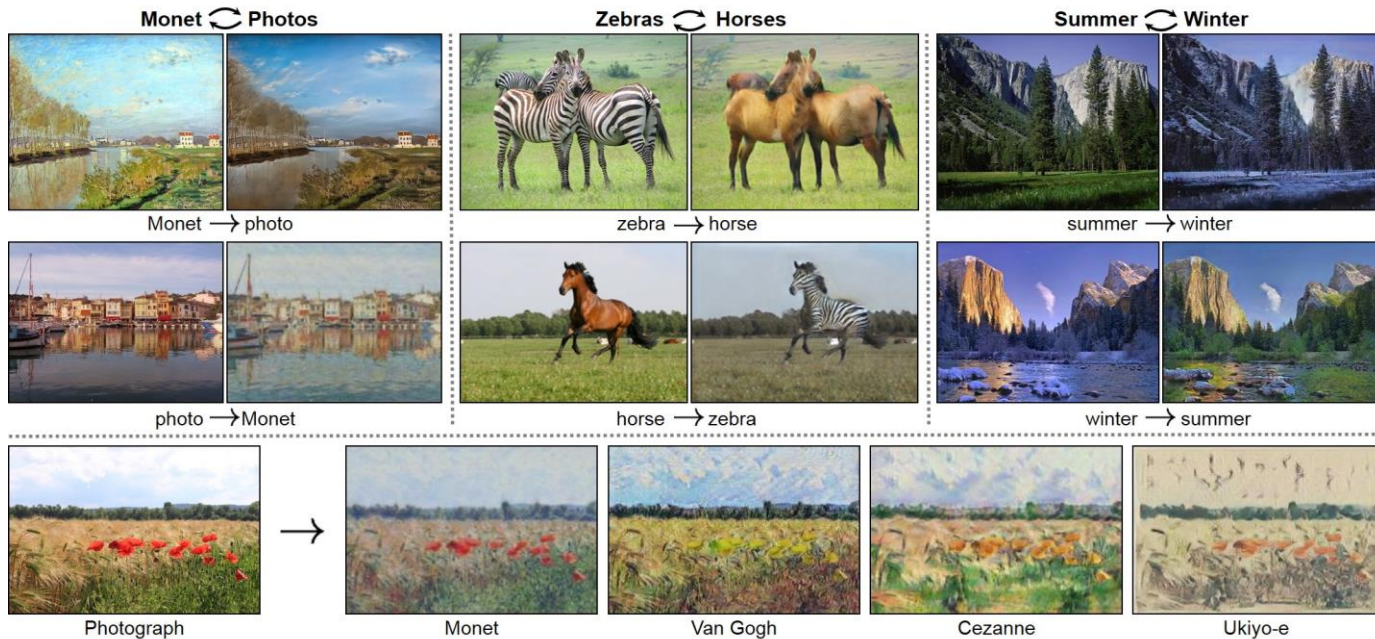 Monet ⇄ Photos
Zebras ⇄ Horses
Summer ⇄ Winter
Monet → photo
zebra → horse
summer → winter
photo → Monet
horse → zebra
winter → summer
Photograph
Monet
Van Gogh
Cezanne
Ukiyo-e